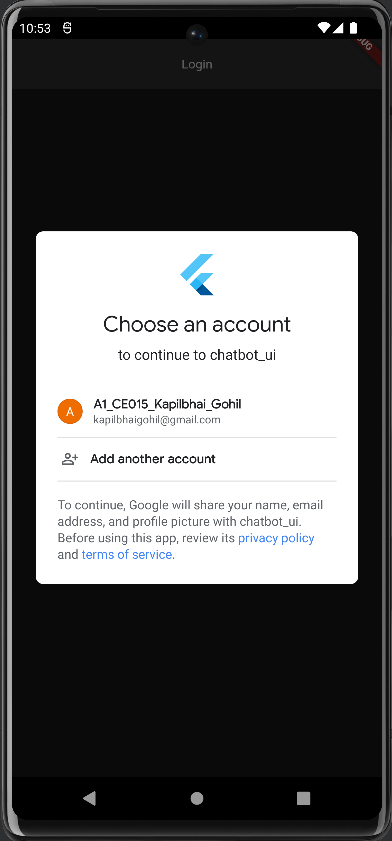 10:53
UG
Login
Choose an account
to continue to chatbot_ui
A
A1_CE015_Kapilbhai_Gohil
kapilbhaigohil@gmail.com
Add another account
To continue, Google will share your name, email
address, and profile picture with chatbot_ui.
Before using this app, review its privacy policy
and terms of service.